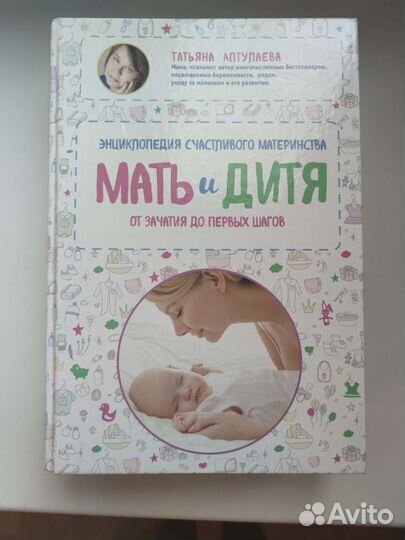 ТАТЬЯНА АПТУЛАЕВА
Мама, психолог, автор многочисленных бестселлеров,
посвященных беременности, родам,
уходу за малышом и его развитию
ЭНЦИКЛОПЕДИЯ СЧАСТЛИВОГО МАТЕРИНСТВА
МАТЬ и ДИТЯ
ОТ ЗАЧАТИЯ ДО ПЕРВЫХ ШАГОВ
Avito